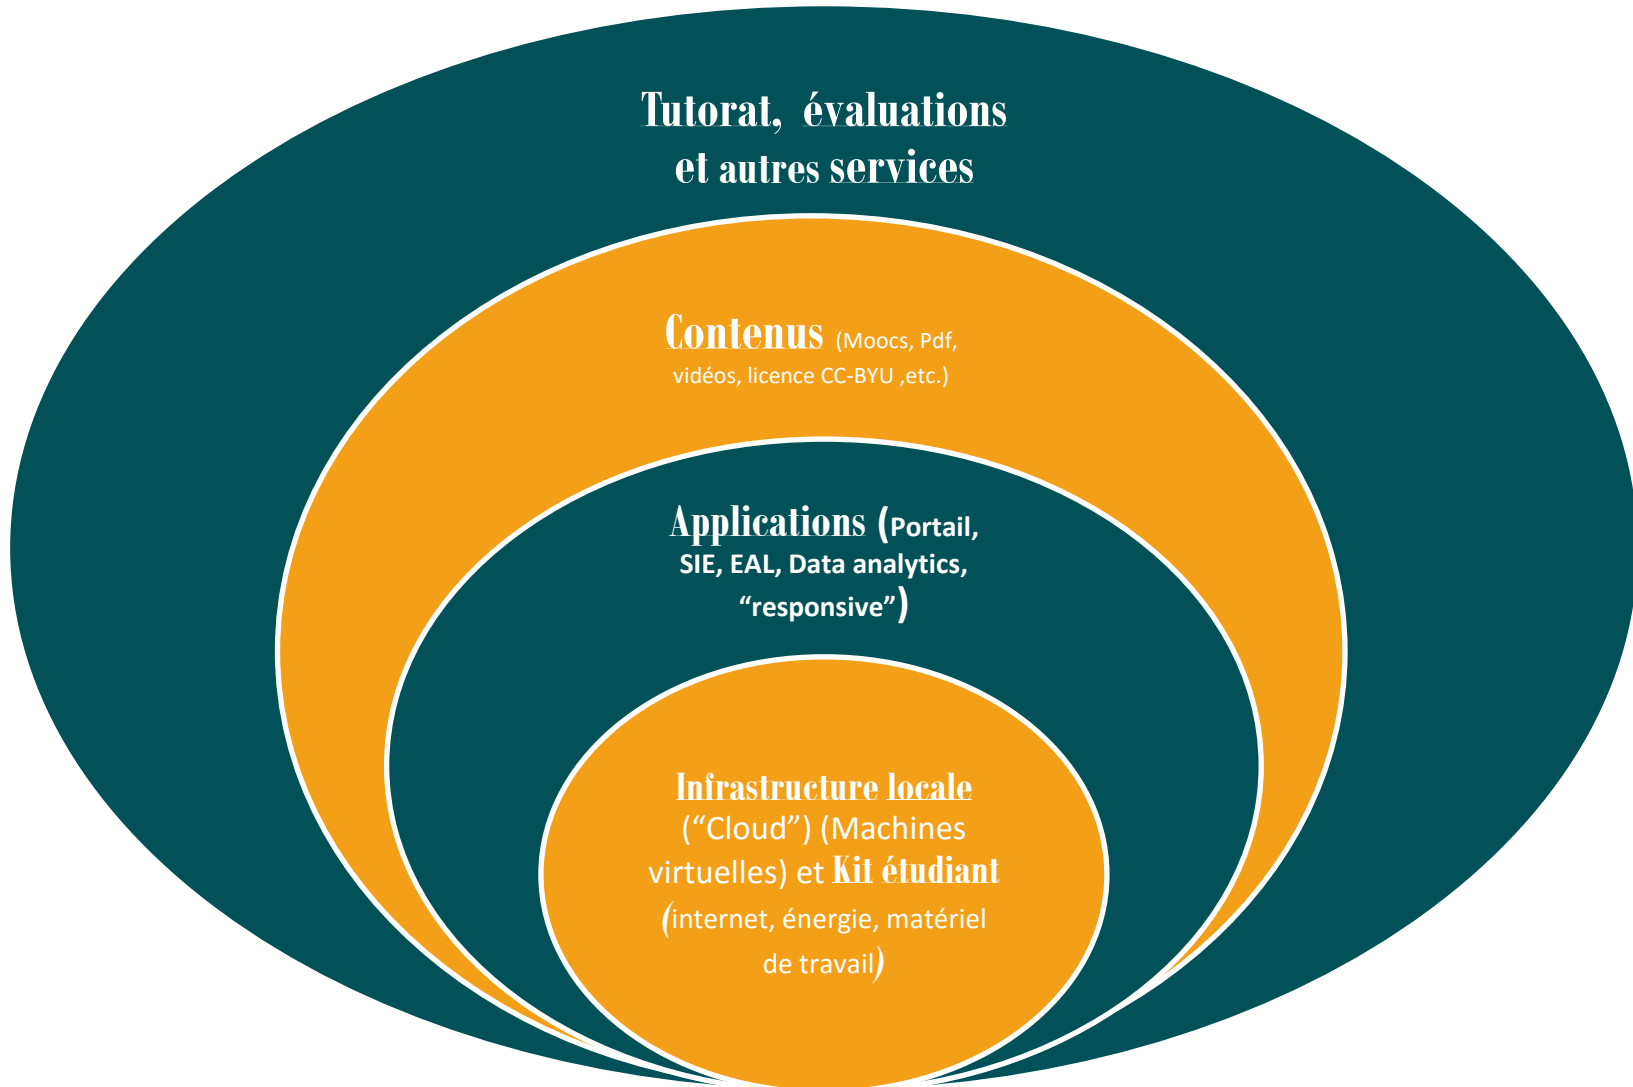 Tutorat, évaluations
et autres services
Contenus (Moocs, Pdf,
vidéos, licence CC-BYU ,etc.)
Applications (Portail,
SIE, EAL, Data analytics,
“responsive”)
Infrastructure locale
(“Cloud”) (Machines
virtuelles) et Kit étudiant
(internet, énergie, matériel
de travail)